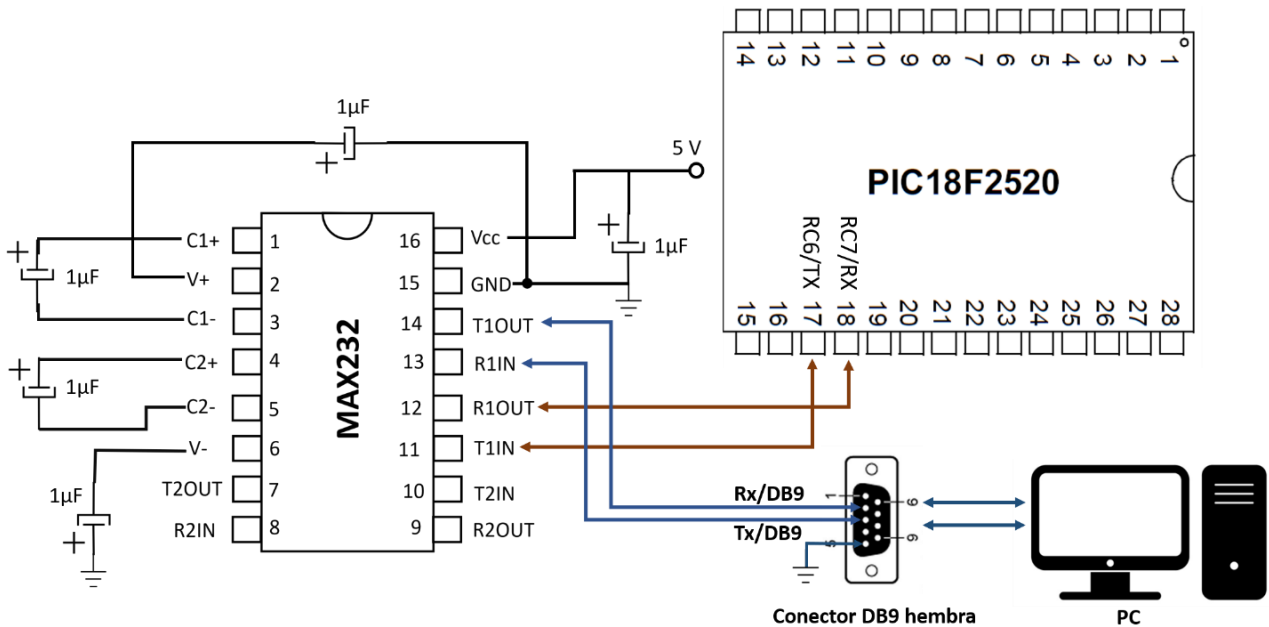 14 13 12 11 10 9 8 7 6 5 4 3 2 1
PIC18F2520
RC6/TX
RC7/RX
15 16 17 18 19 20 21 22 23 24 25 26 27 28
1µF
+
5 V
+
1µF
+
1µF
C1+
V+
C1-
C2+
C2-
V-
T2OUT
R2IN
+
1µF
1µF
+
1
2
3
4
5
6
7
8
MAX232
16
15
14
13
12
11
10
9
Vcc
GND
T1OUT
R1IN
R1OUT
T1IN
T2IN
R2OUT
Rx/DB9
Tx/DB9
1
6
5
9
Conector DB9 hembra
PC